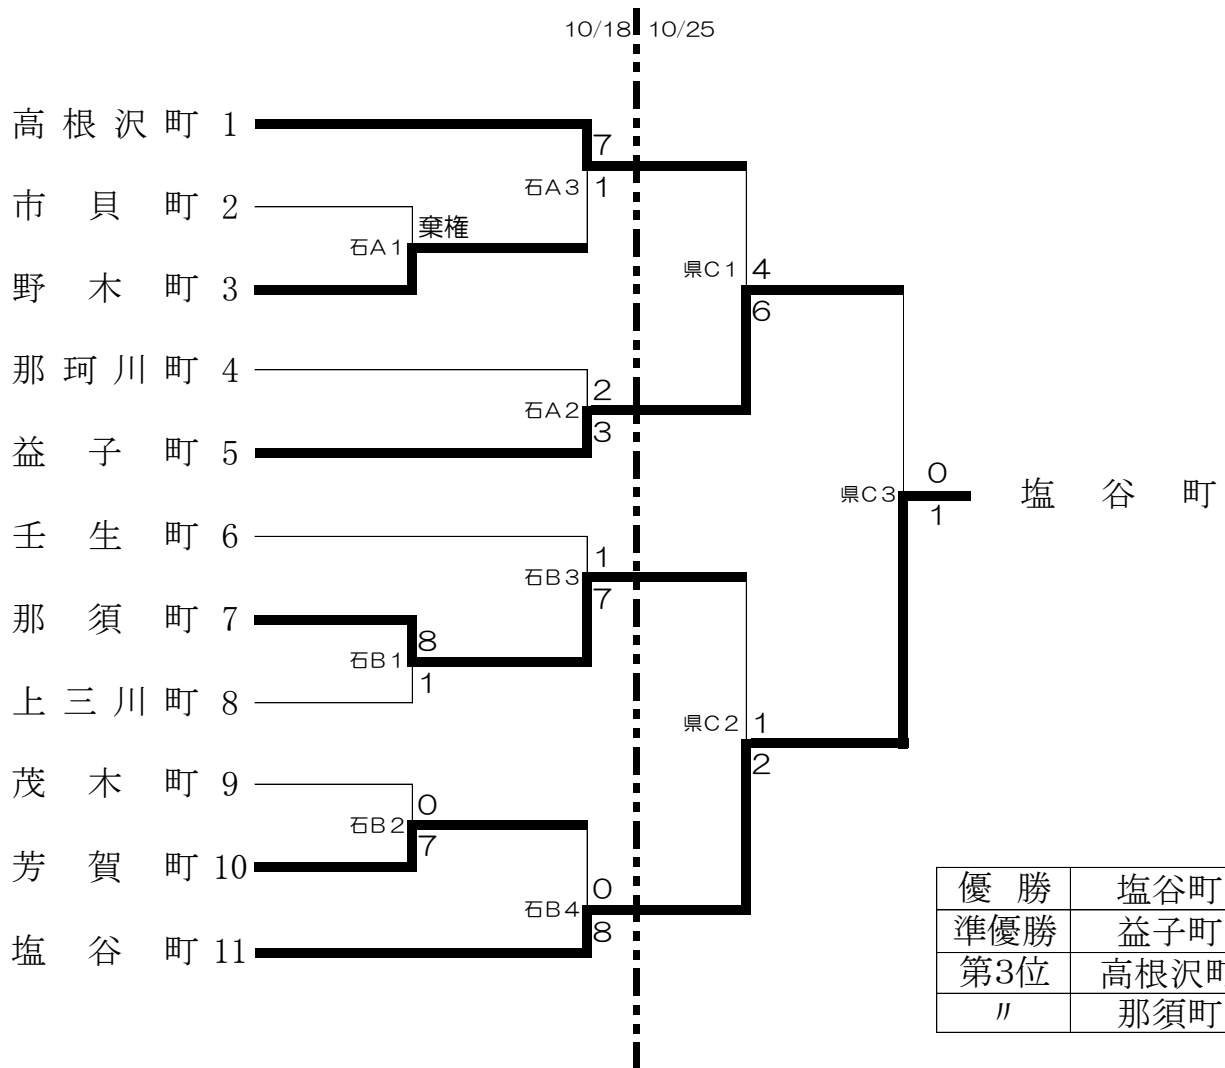 10/18 10/25
高根沢町 1
7
石A3 1
市貝町 2
棄権
石A1
野木町 3
県C1 4
6
那珂川町 4
2
石A2
3
益子町 5
0
県C3 塩谷町
1
壬生町 6
1
石B3
7
那須町 7
8
石B1
1
上三川町 8
県C2 1
2
茂木町 9
0
石B2
7
芳賀町 10
0
石B4
8
塩谷町 11
優勝 塩谷町
準優勝 益子町
第3位 高根沢町
〃 那須町